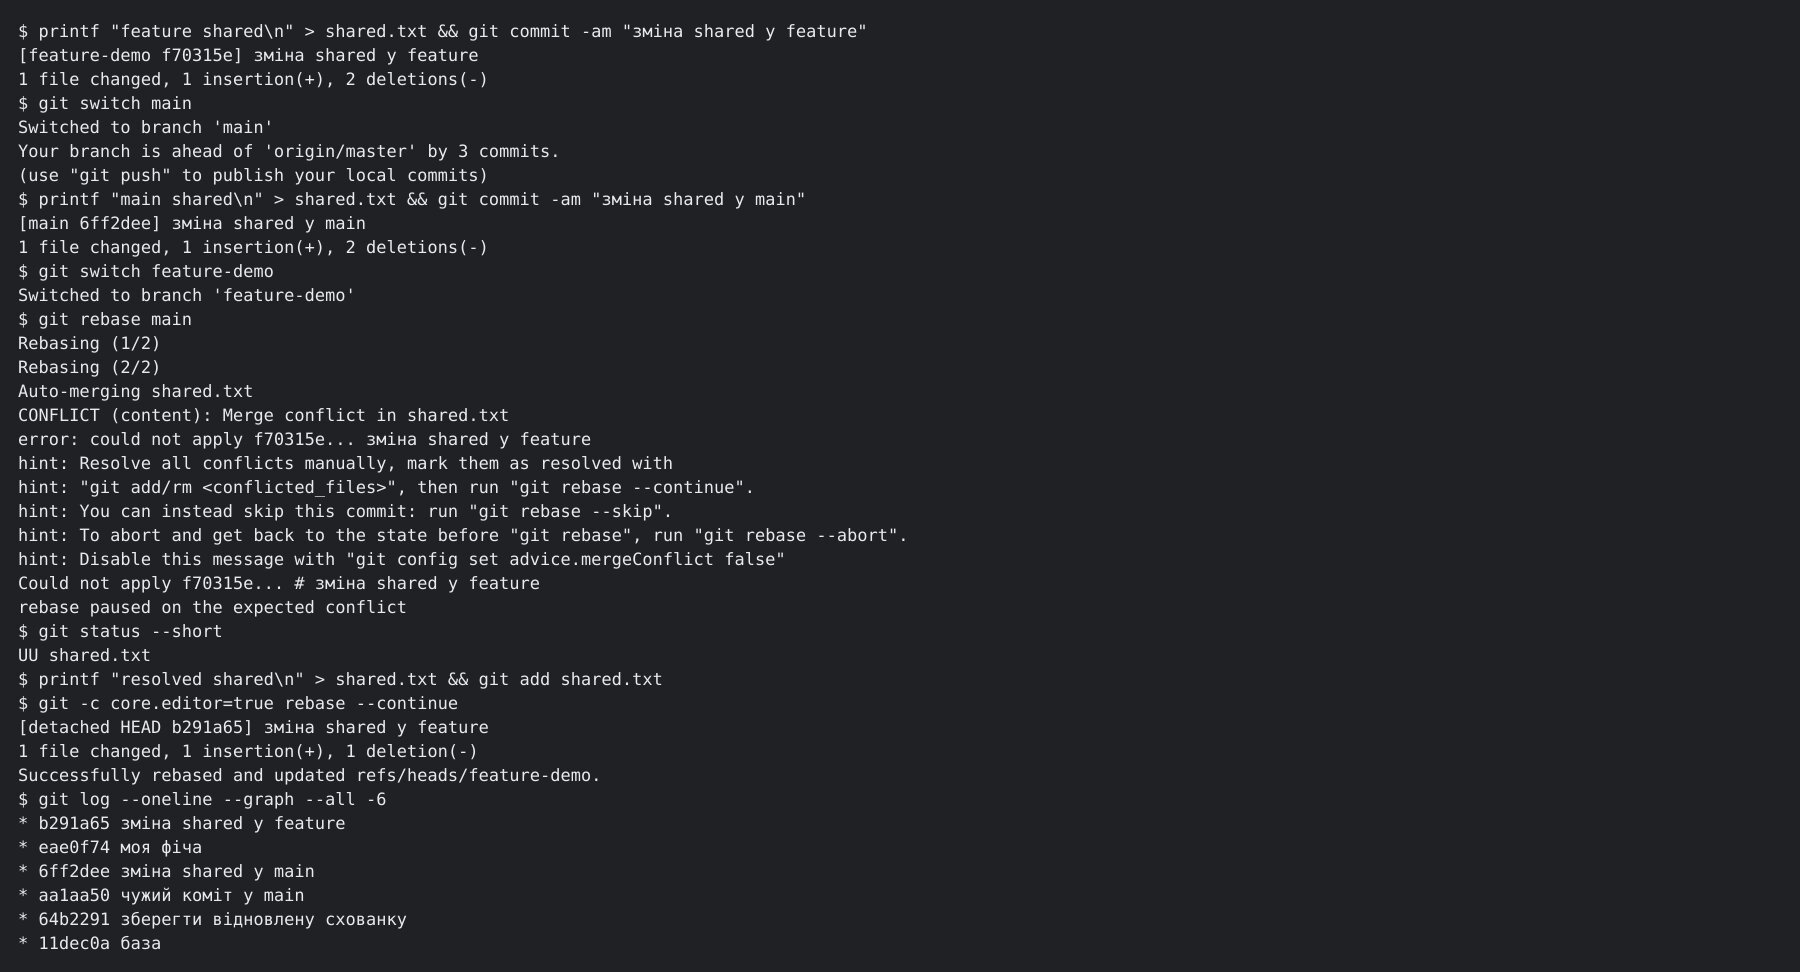 $ printf "feature shared\n" > shared.txt && git commit -am "зміна shared у feature"
[feature-demo f70315e] зміна shared у feature
1 file changed, 1 insertion(+), 2 deletions(-)
$ git switch main
Switched to branch 'main'
Your branch is ahead of 'origin/master' by 3 commits.
(use "git push" to publish your local commits)
$ printf "main shared\n" > shared.txt && git commit -am "зміна shared у main"
[main 6ff2dee] зміна shared у main
1 file changed, 1 insertion(+), 2 deletions(-)
$ git switch feature-demo
Switched to branch 'feature-demo'
$ git rebase main
Rebasing (1/2)
Rebasing (2/2)
Auto-merging shared.txt
CONFLICT (content): Merge conflict in shared.txt
error: could not apply f70315e... зміна shared у feature
hint: Resolve all conflicts manually, mark them as resolved with
hint: "git add/rm <conflicted_files>", then run "git rebase --continue".
hint: You can instead skip this commit: run "git rebase --skip".
hint: To abort and get back to the state before "git rebase", run "git rebase --abort".
hint: Disable this message with "git config set advice.mergeConflict false"
Could not apply f70315e... # зміна shared у feature
rebase paused on the expected conflict
$ git status --short
UU shared.txt
$ printf "resolved shared\n" > shared.txt && git add shared.txt
$ git -c core.editor=true rebase --continue
[detached HEAD b291a65] зміна shared у feature
1 file changed, 1 insertion(+), 1 deletion(-)
Successfully rebased and updated refs/heads/feature-demo.
$ git log --oneline --graph --all -6
* b291a65 зміна shared у feature
* eae0f74 моя фіча
* 6ff2dee зміна shared у main
* aa1aa50 чужий коміт у main
* 64b2291 зберегти відновлену схованку
* 11dec0a база